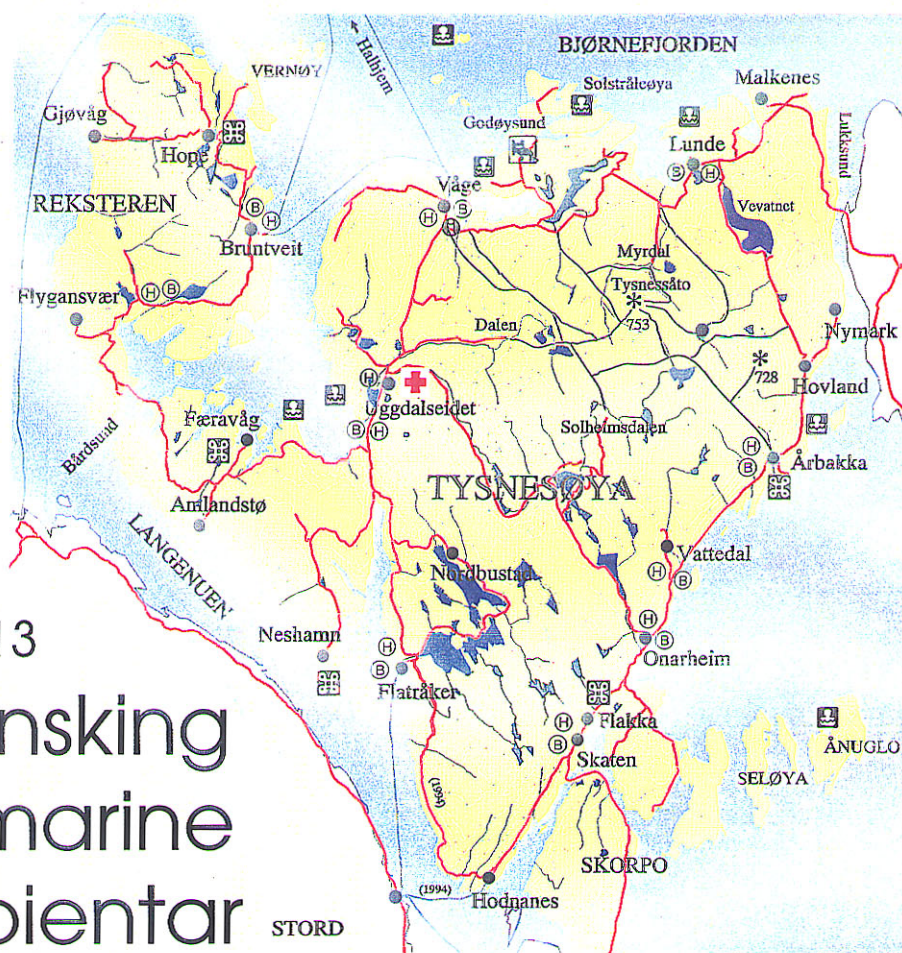 BJØRNEFJORDEN
Halhjem
VERNØY
Solstråleøya
Malkenes
Gjøvåg
Godøysund
Lukksund
Hope
Lunde
S H
REKSTEREN
Våge
H B
H
B
H
Vevatnet
Bruntveit
Myrdal
Tysnessåto
Flygansvær
H B
753
Dalen
Nymark
728
H
Uggdalseidet
Hovland
Færavåg
B H
Solheimsdalen
H
B
Årbakka
Bårdsund
TYSNESØYA
Amlandstø
LANGENUEN
Vattedal
H B
Nordbustad
13
Neshamn
H
B
Flatråker
H
B
Onarheim
nsking
H
B
Flakka
Skaten
ÅNUGLO
SELØYA
marine
(1994)
SKORPO
(1994)
Hodnanes
bientar
STORD